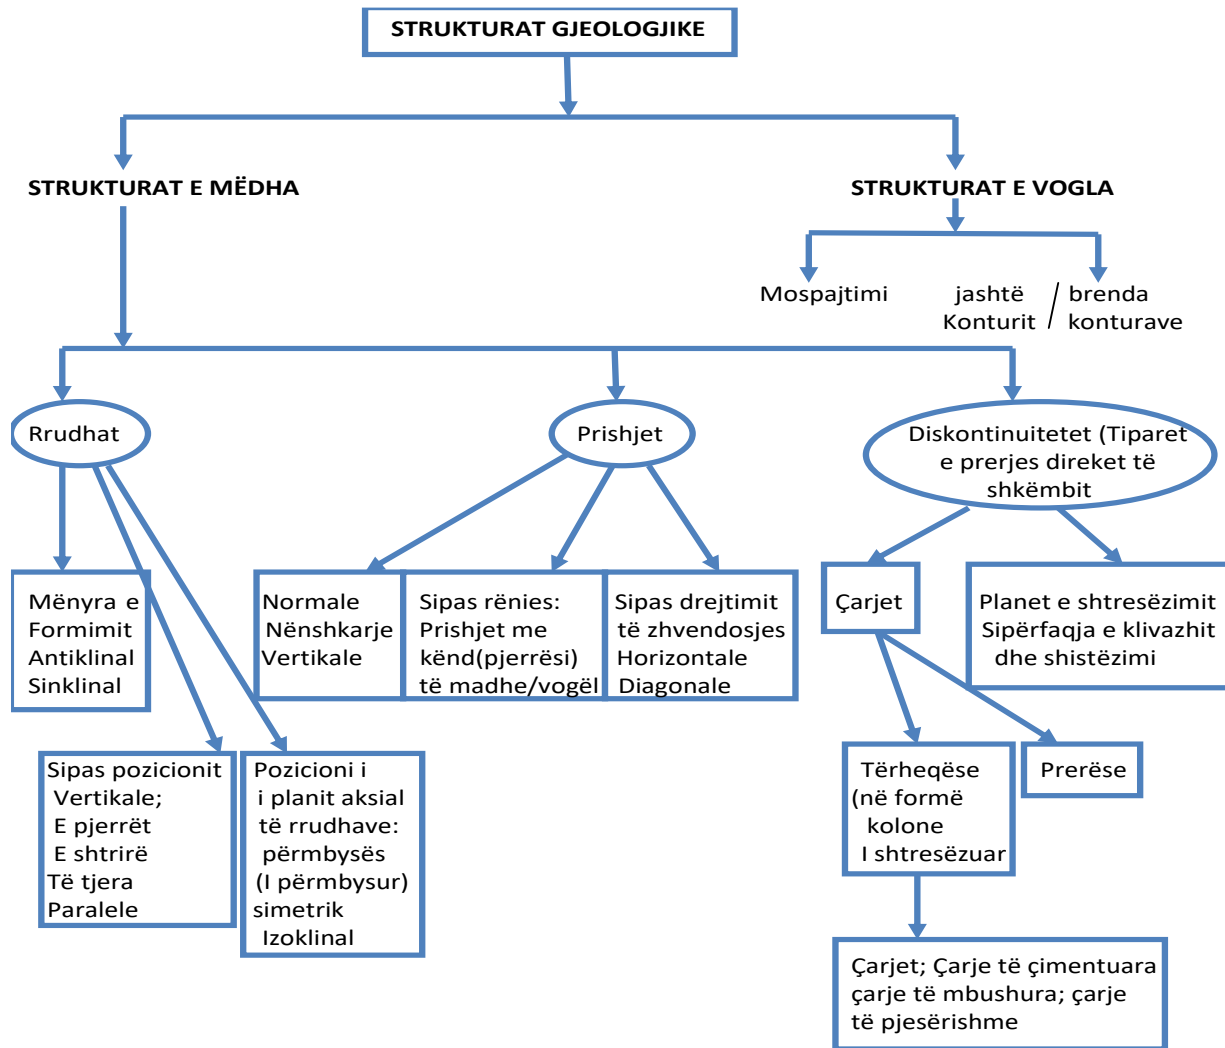 STRUKTURAT GJEOLOGJIKE
STRUKTURAT E MËDHA
STRUKTURAT E VOGLA
Mospajtimi
jashtë / brenda
Konturit konturave
Rrudhat
Prishjet
Diskontinuitetet (Tiparet
e prerjes direket të
shkëmbit
Mënyra e
Formimit
Antiklinal
Sinklinal
Normale
Nënshkarje
Vertikale
Sipas rënies:
Prishjet me
kënd(pjerrësi)
të madhe/vogël
Sipas drejtimit
të zhvendosjes
Horizontale
Diagonale
Çarjet
Planet e shtresëzimit
Sipërfaqja e klivazhit
dhe shistëzimi
Sipas pozicionit
Vertikale;
E pjerrët
E shtrirë
Të tjera
Paralele
Pozicioni i
i planit aksial
të rrudhave:
përmbysës
(I përmbysur)
simetrik
Izoklinal
Tërheqëse
(në formë
kolone
I shtresëzuar
Prerëse
Çarjet; Çarje të çimentuara
çarje të mbushura; çarje
të pjesërishme